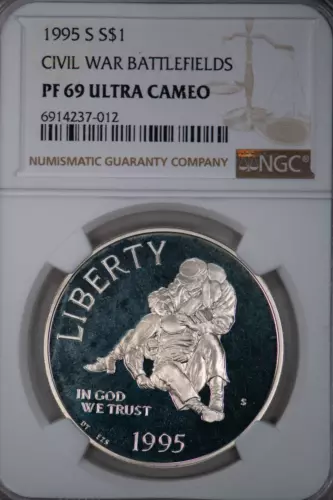 1995 S S$1
CIVIL WAR BATTLEFIELDS
PF 69 ULTRA CAMEO
6914237-012
NUMISMATIC GUARANTY COMPANY
NGC
LIBERTY
IN GOD
WE TRUST
S
1995